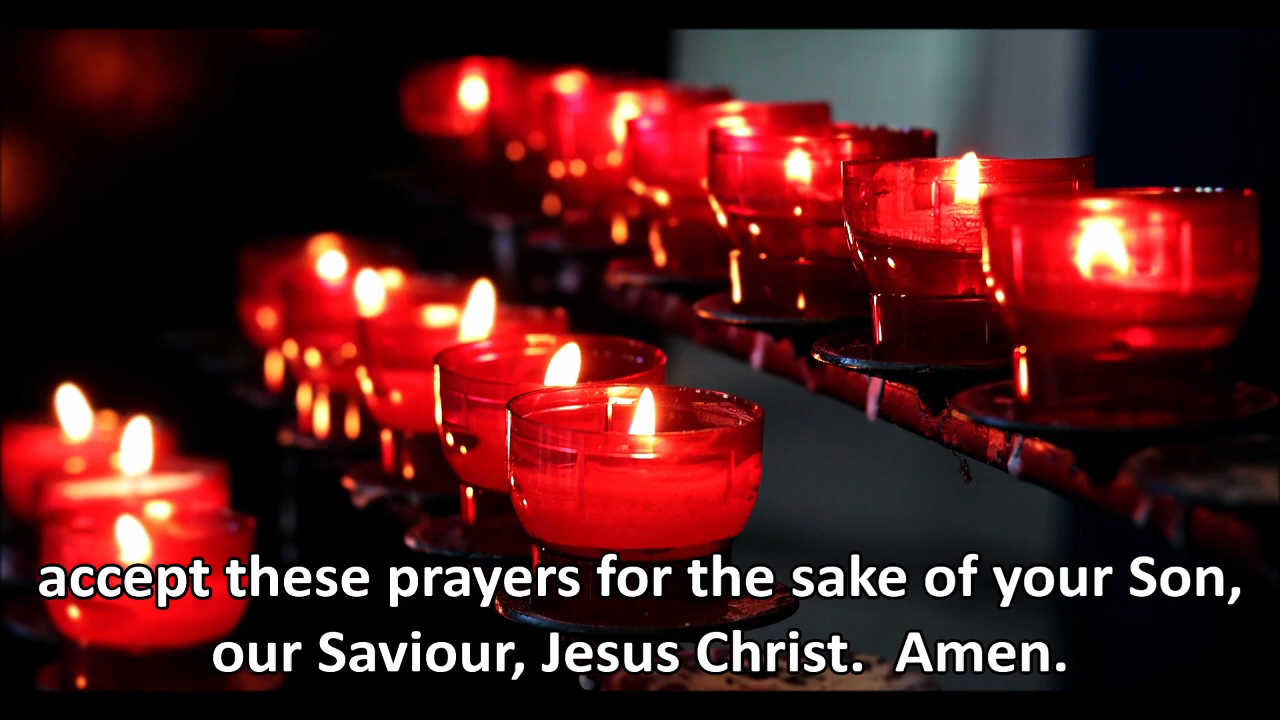 accept these prayers for the sake of your Son,
our Saviour, Jesus Christ.  Amen.